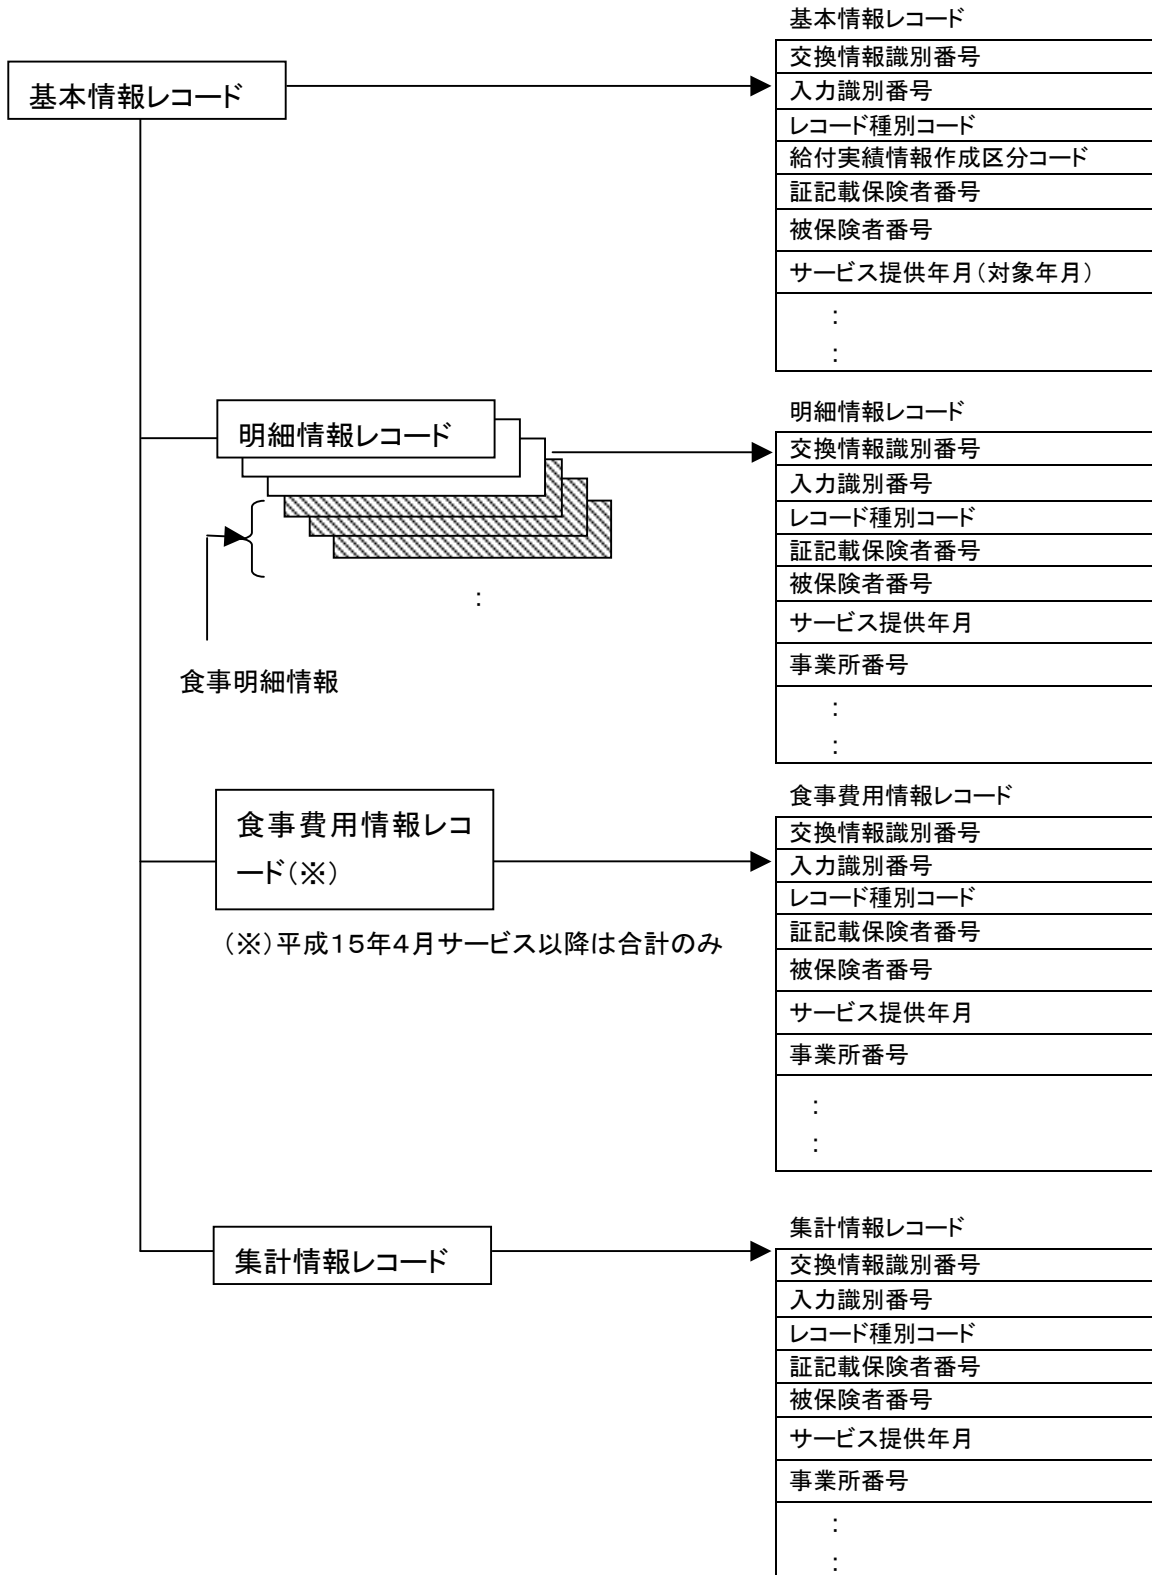 基本情報レコード
基本情報レコード
交換情報識別番号
入力識別番号
レコード種別コード
給付実績情報作成区分コード
証記載保険者番号
被保険者番号
サービス提供年月(対象年月)
:
:
明細情報レコード
食事明細情報
:
明細情報レコード
交換情報識別番号
入力識別番号
レコード種別コード
証記載保険者番号
被保険者番号
サービス提供年月
事業所番号
:
:
食事費用情報レコ
ード(※)
(※)平成15年4月サービス以降は合計のみ
食事費用情報レコード
交換情報識別番号
入力識別番号
レコード種別コード
証記載保険者番号
被保険者番号
サービス提供年月
事業所番号
:
:
集計情報レコード
集計情報レコード
交換情報識別番号
入力識別番号
レコード種別コード
証記載保険者番号
被保険者番号
サービス提供年月
事業所番号
:
: